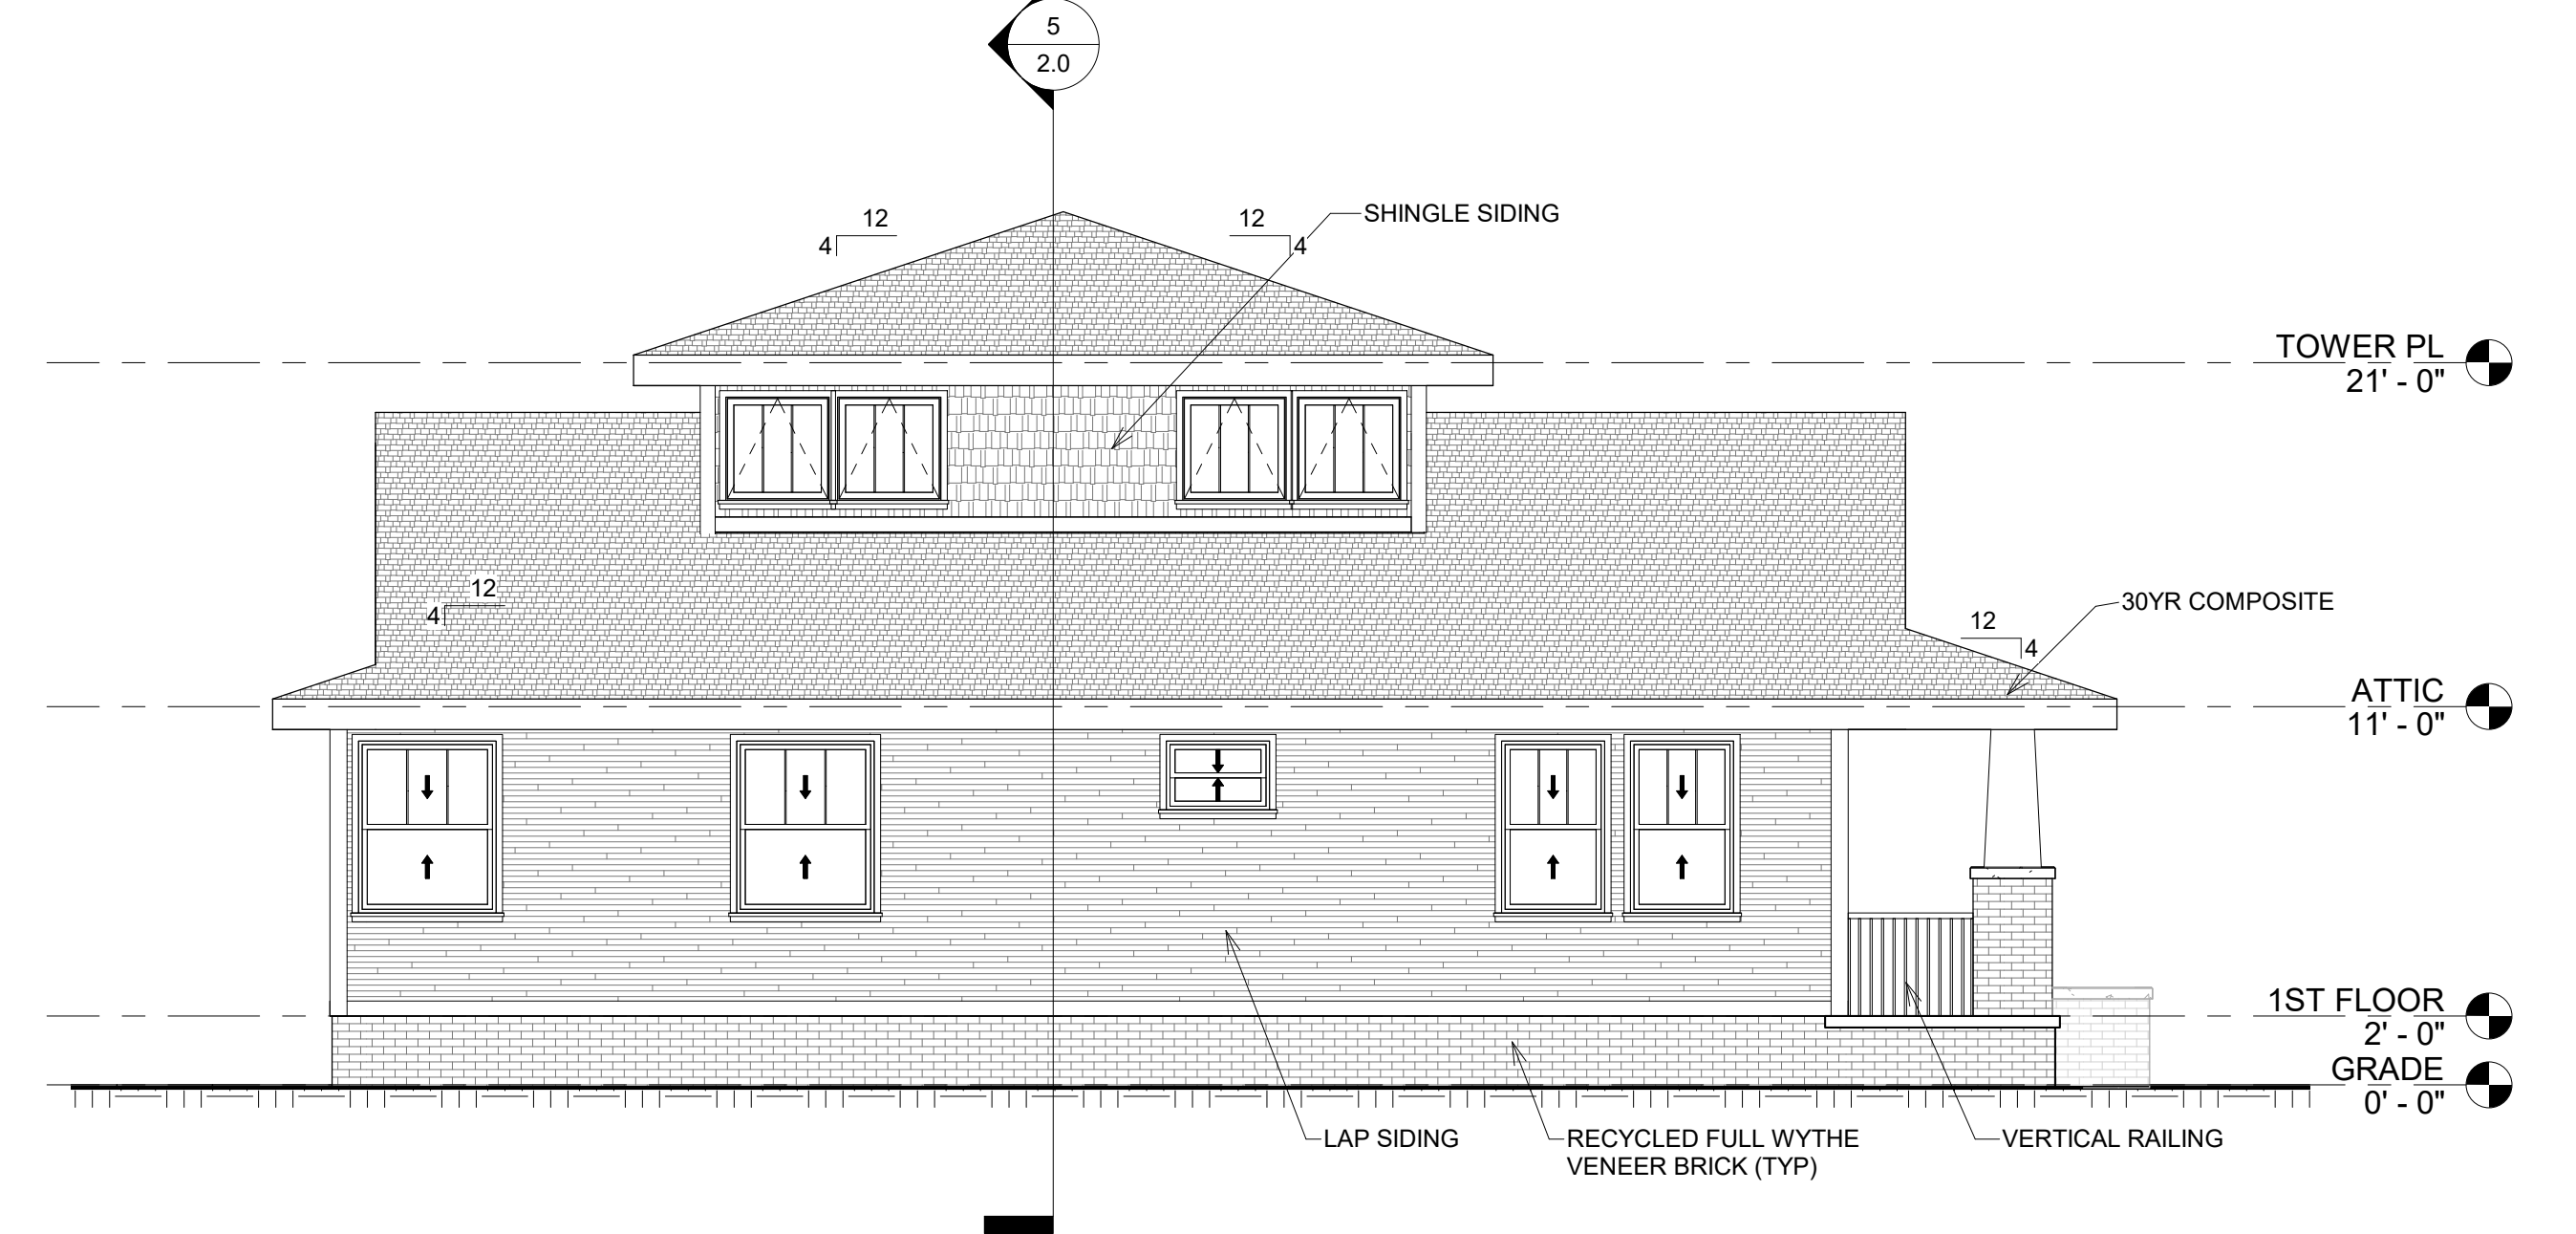 5
2.0
12
4
12
4
SHINGLE SIDING
TOWER PL
21' - 0"
12
4
30YR COMPOSITE
12
4
ATTIC
11' - 0"
1ST FLOOR
2' - 0"
GRADE
0' - 0"
LAP SIDING
RECYCLED FULL WYTHE
VENEER BRICK (TYP)
VERTICAL RAILING